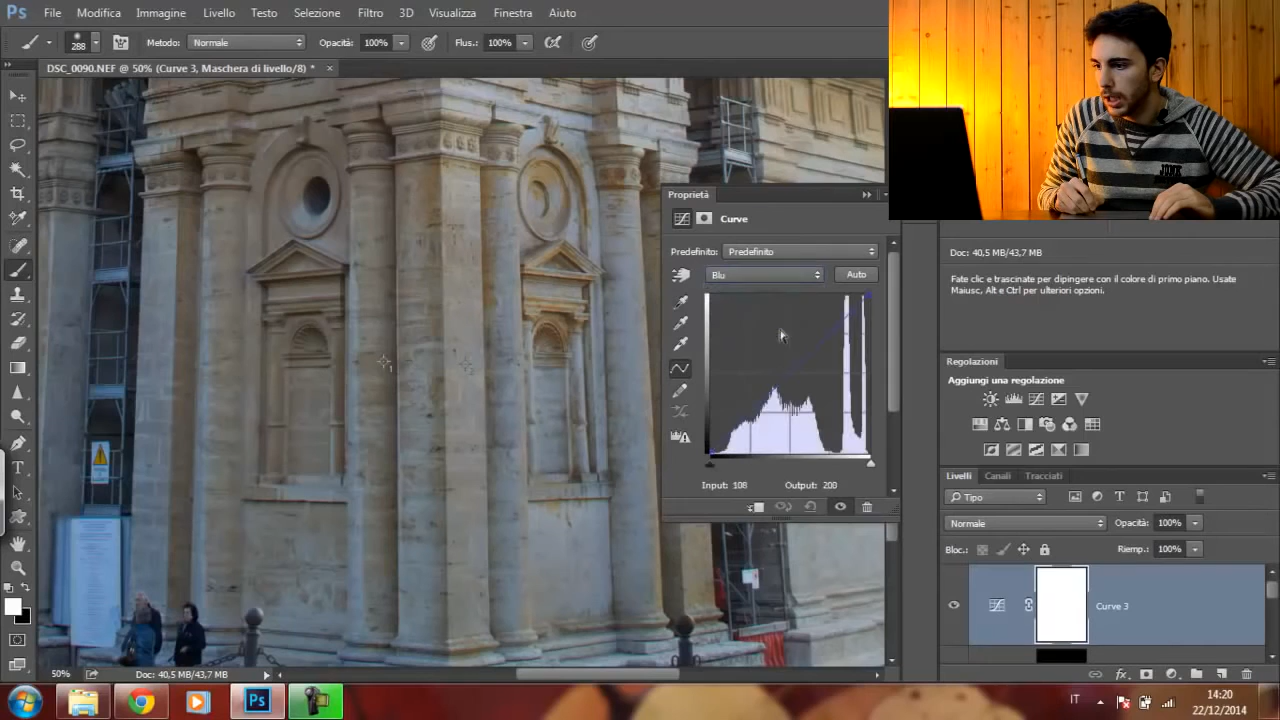 Ps File Modifica Immagine Livello Testo Selezione Filtro 3D Visualizza Finestra Aiuto
288 Metodo: Normale Opacità: 100% Flus.: 100%
DSC_0090.NEF @ 50% (Curve 3, Maschera di livello/8) * ×
Proprietà
Curve
Predefinito: Predefinito
Blu Auto
Input: 108 Output: 208
Doc: 40,5 MB/43,7 MB
Fate clic e trascinate per dipingere con il colore di primo piano. Usate
Maiusc, Alt e Ctrl per ulteriori opzioni.
Regolazioni
Aggiungi una regolazione
Livelli Canali Tracciati
Tipo
Normale Opacità: 100%
Bloc.: Riemp.: 100%
Curve 3
50% Doc: 40,5 MB/43,7 MB
Ps IT 14:20
22/12/2014